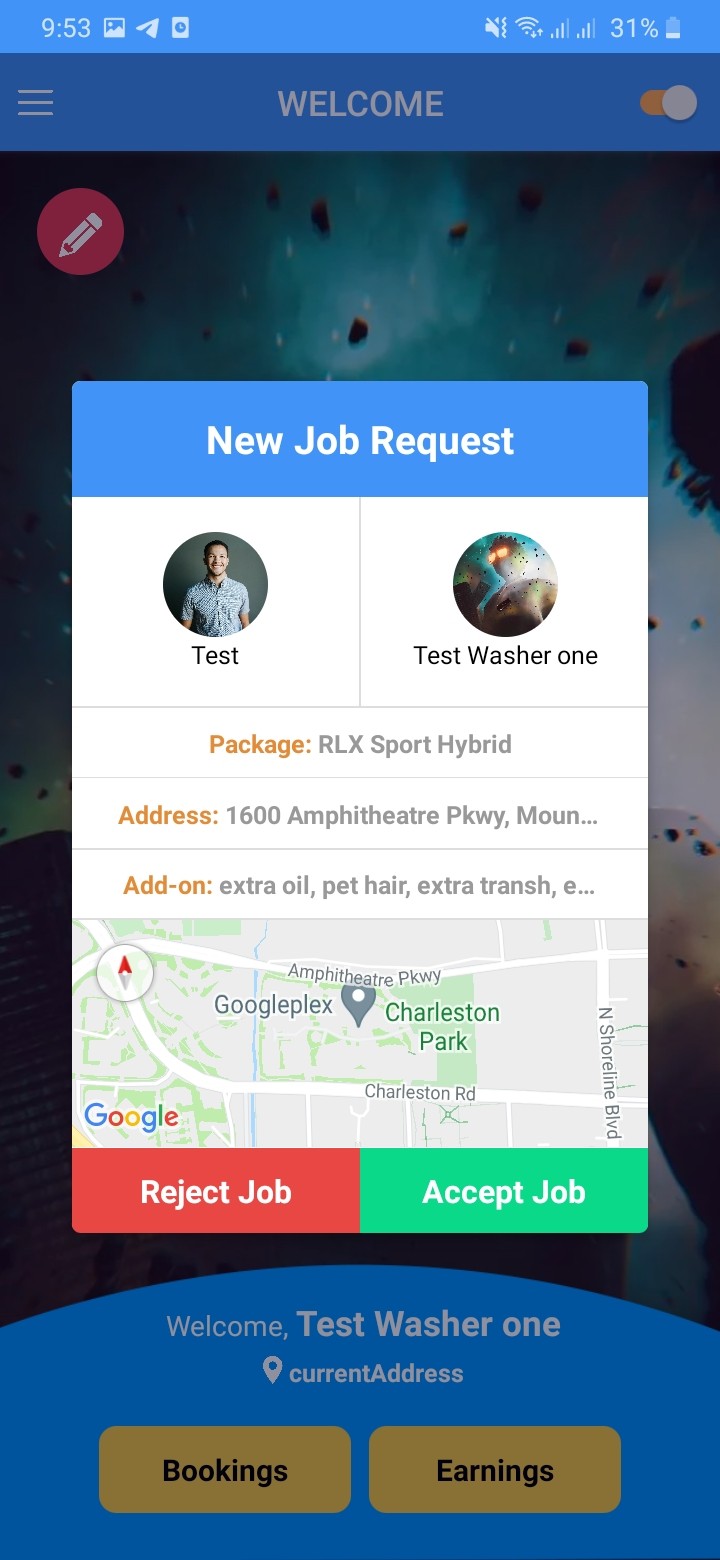 9:53
31%
WELCOME
New Job Request
Test
Test Washer one
Package: RLX Sport Hybrid
Address: 1600 Amphitheatre Pkwy, Moun...
Add-on: extra oil, pet hair, extra transh, e...
Amphitheatre Pkwy
Googleplex
Charleston
Park
N Shoreline Blvd
Charleston Rd
Google
Reject Job
Accept Job
Welcome, Test Washer one
currentAddress
Bookings
Earnings